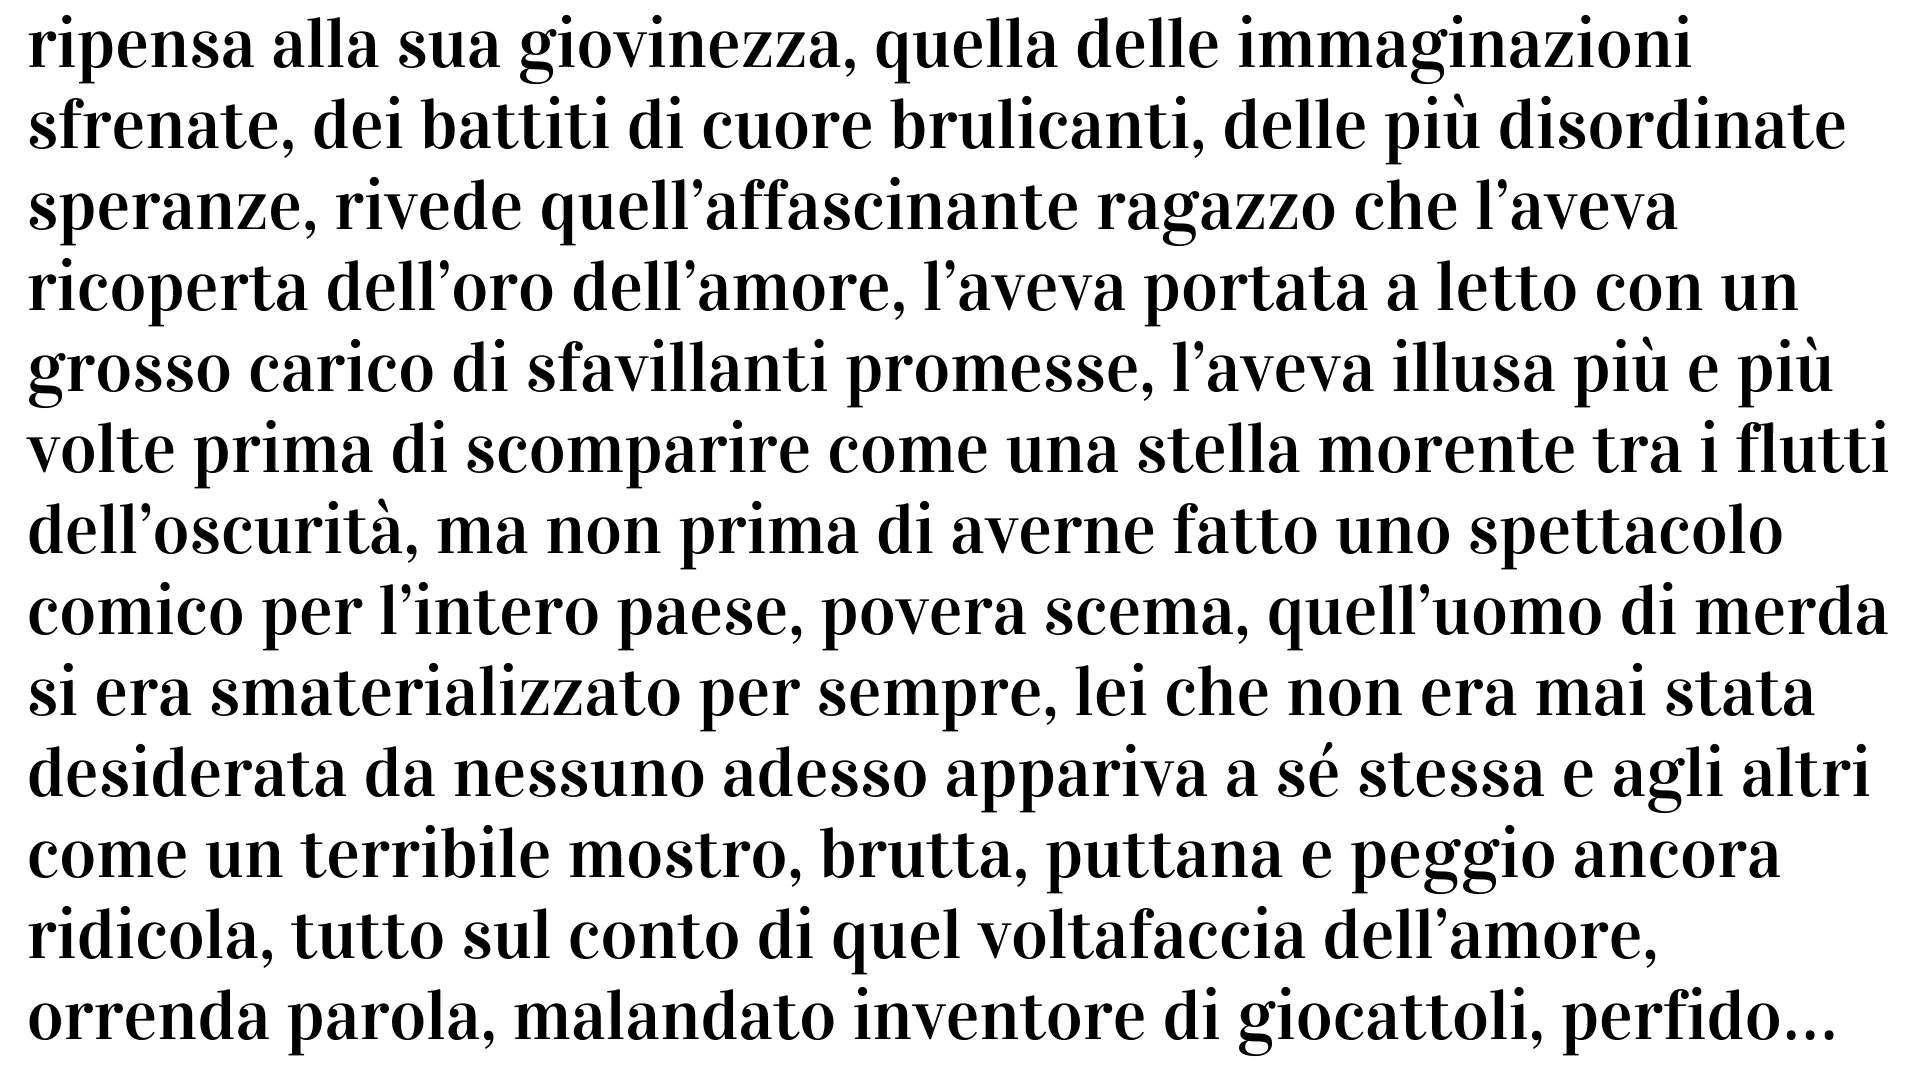 ripensa alla sua giovinezza, quella delle immaginazioni
sfrenate, dei battiti di cuore brulicanti, delle più disordinate
speranze, rivede quell’affascinante ragazzo che l’aveva
ricoperta dell’oro dell’amore, l’aveva portata a letto con un
grosso carico di sfavillanti promesse, l’aveva illusa più e più
volte prima di scomparire come una stella morente tra i flutti
dell’oscurità, ma non prima di averne fatto uno spettacolo
comico per l’intero paese, povera scema, quell’uomo di merda
si era smaterializzato per sempre, lei che non era mai stata
desiderata da nessuno adesso appariva a sé stessa e agli altri
come un terribile mostro, brutta, puttana e peggio ancora
ridicola, tutto sul conto di quel voltafaccia dell’amore,
orrenda parola, malandato inventore di giocattoli, perfido…